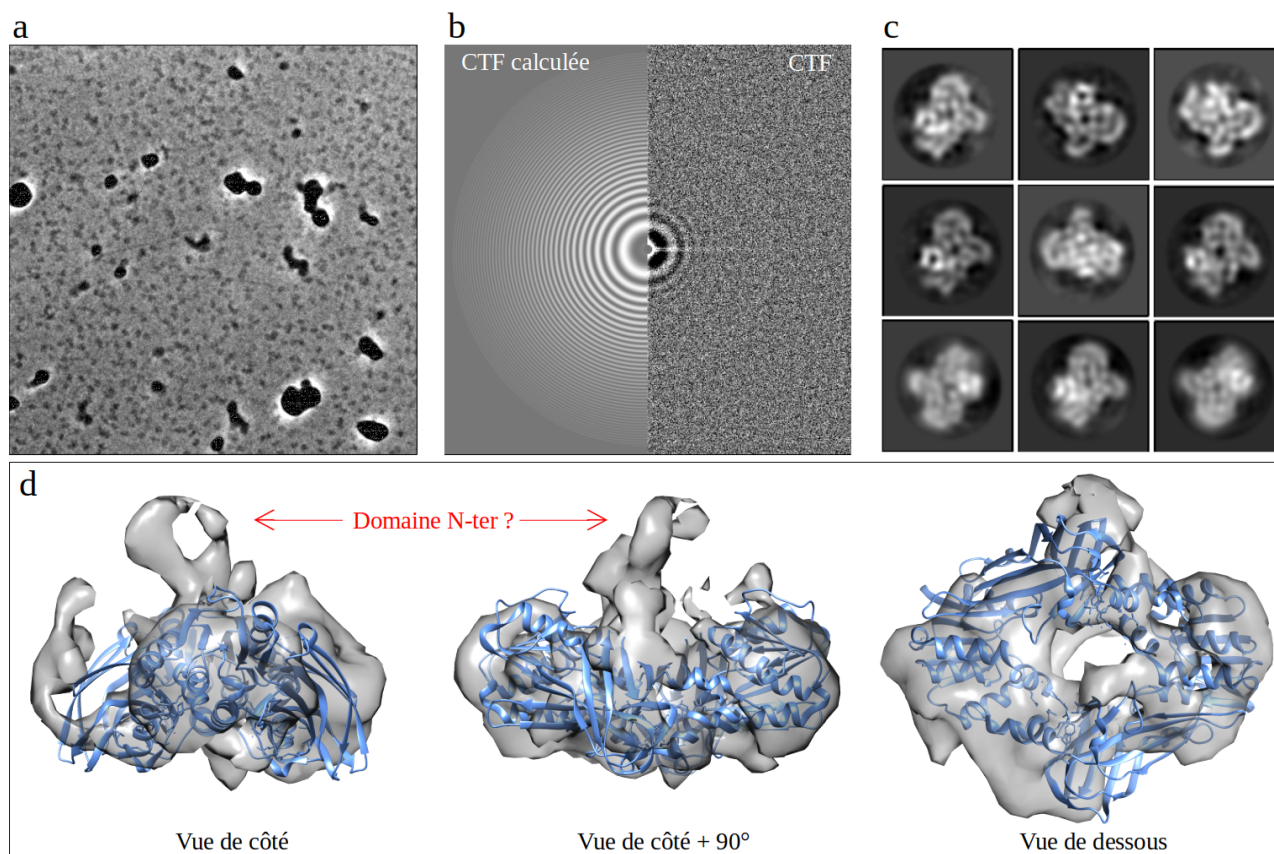 a
b
c
CTF calculée
CTF
d
Domaine N-ter ?
Vue de côté
Vue de côté + 90°
Vue de dessous